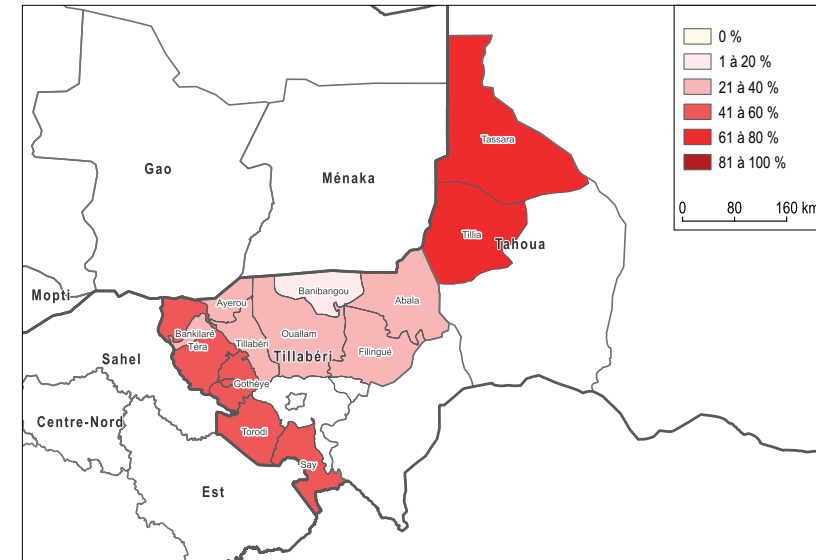 0 %
1 à 20 %
21 à 40 %
41 à 60 %
61 à 80 %
81 à 100 %
0 80 160 km
Tassara
Gao
Ménaka
Tillia
Tahoua
Mopti
Banibangou
Abala
Ayerou
Bankilaré
Ouallam
Téra
Tillabéri
Tillabéri
Filingué
Sahel
Gothèye
Centre-Nord
Torodi
Say
Est